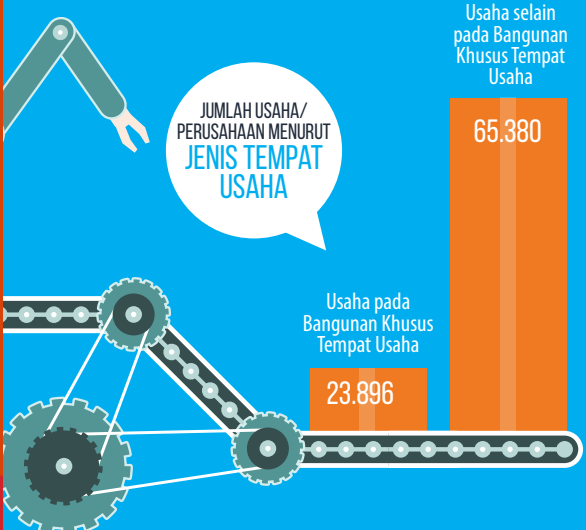 JUMLAH USAHA/
PERUSAHAAN MENURUT
JENIS TEMPAT
USAHA
Usaha pada
Bangunan Khusus
Tempat Usaha
23.896
Usaha selain
pada Bangunan
Khusus Tempat
Usaha
65.380